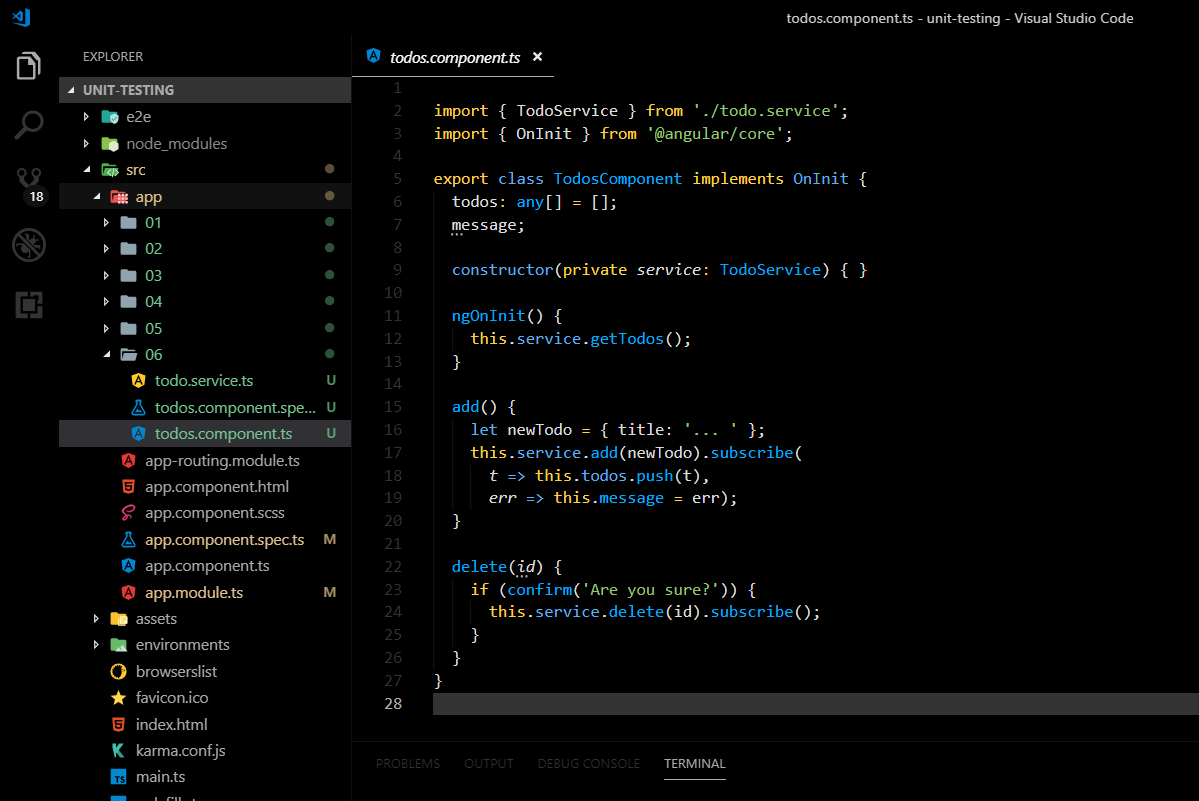 todos.component.ts - unit-testing - Visual Studio Code
EXPLORER
UNIT-TESTING
e2e
node_modules
src
app
01
02
03
04
05
06
todo.service.ts U
todos.component.spe... U
todos.component.ts U
app-routing.module.ts
app.component.html
app.component.scss
app.component.spec.ts M
app.component.ts
app.module.ts M
assets
environments
browserslist
favicon.ico
index.html
karma.conf.js
main.ts
18
todos.component.ts ×
1
2 import { TodoService } from './todo.service';
3 import { OnInit } from '@angular/core';
4
5 export class TodosComponent implements OnInit {
6 todos: any[] = [];
7 message;
8
9 constructor(private service: TodoService) { }
10
11 ngOnInit() {
12 this.service.getTodos();
13 }
14
15 add() {
16 let newTodo = { title: '... ' };
17 this.service.add(newTodo).subscribe(
18 t => this.todos.push(t),
19 err => this.message = err);
20 }
21
22 delete(id) {
23 if (confirm('Are you sure?')) {
24 this.service.delete(id).subscribe();
25 }
26 }
27 }
28
PROBLEMS OUTPUT DEBUG CONSOLE TERMINAL